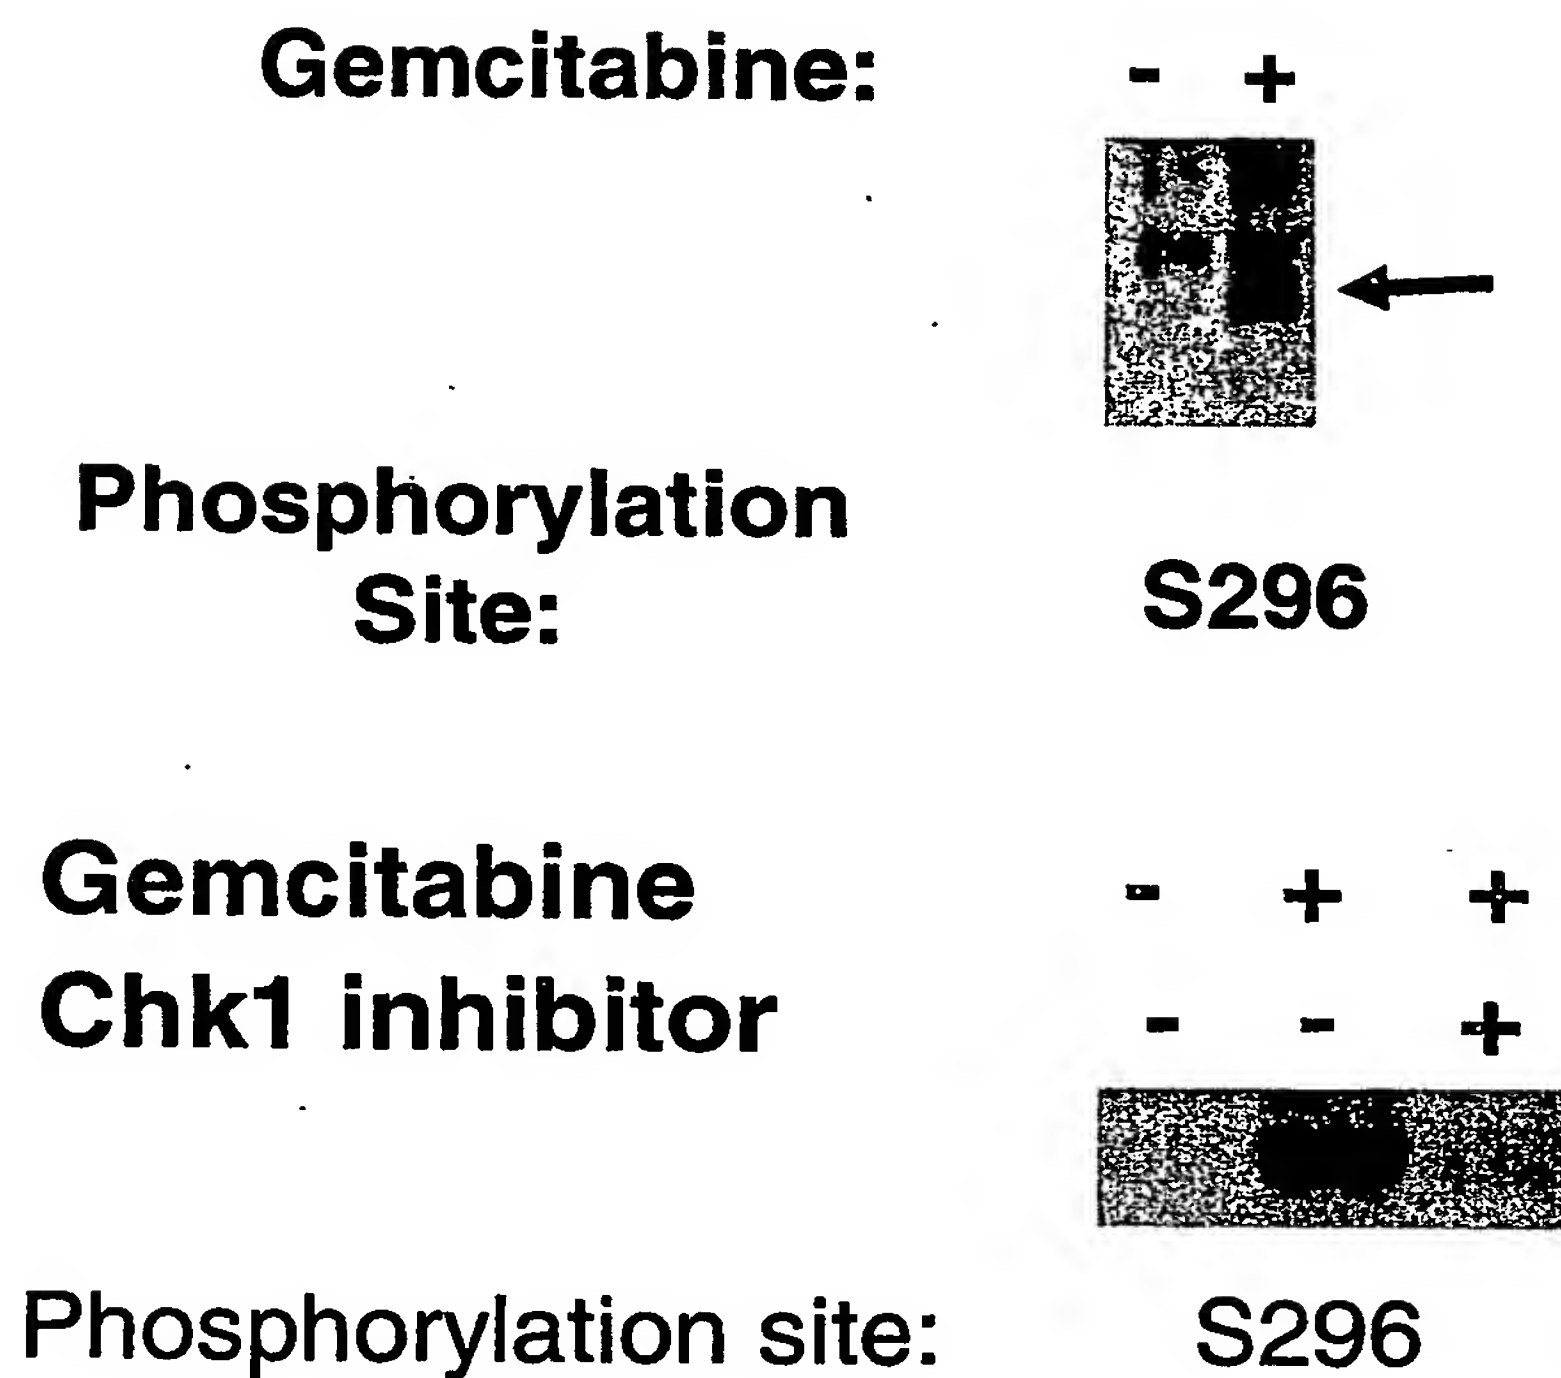 Gemcitabine: - +
Phosphorylation
Site: S296
Gemcitabine - + +
Chk1 inhibitor - - +
Phosphorylation site: S296